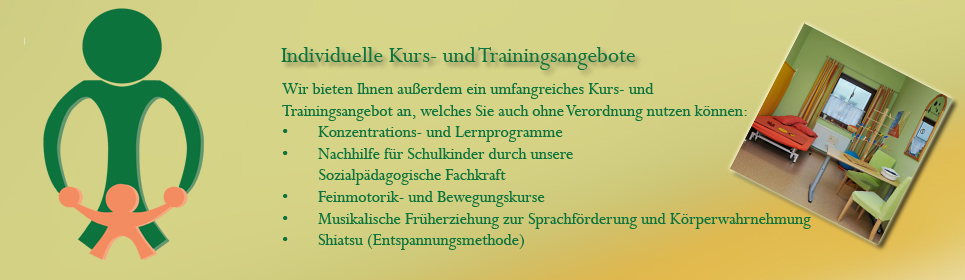 Individuelle Kurs- und Trainingsangebote
Wir bieten Ihnen außerdem ein umfangreiches Kurs- und
Trainingsangebot an, welches Sie auch ohne Verordnung nutzen können:
• Konzentrations- und Lernprogramme
• Nachhilfe für Schulkinder durch unsere
Sozialpädagogische Fachkraft
• Feinmotorik- und Bewegungskurse
• Musikalische Früherziehung zur Sprachförderung und Körperwahrnehmung
• Shiatsu (Entspannungsmethode)